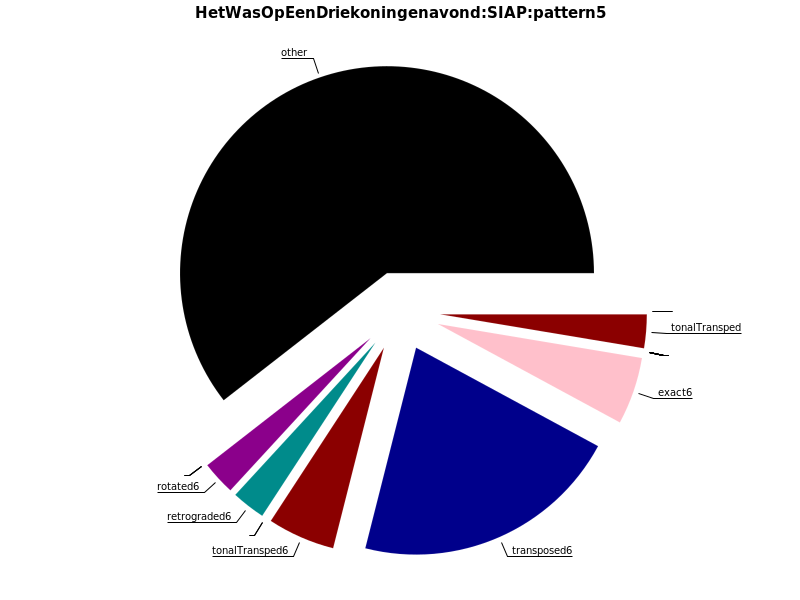 HetWasOpEenDriekoningenavond:SIAP:pattern5
other
tonalTransped
exact6
rotated6
retrograded6
tonalTransped6
transposed6